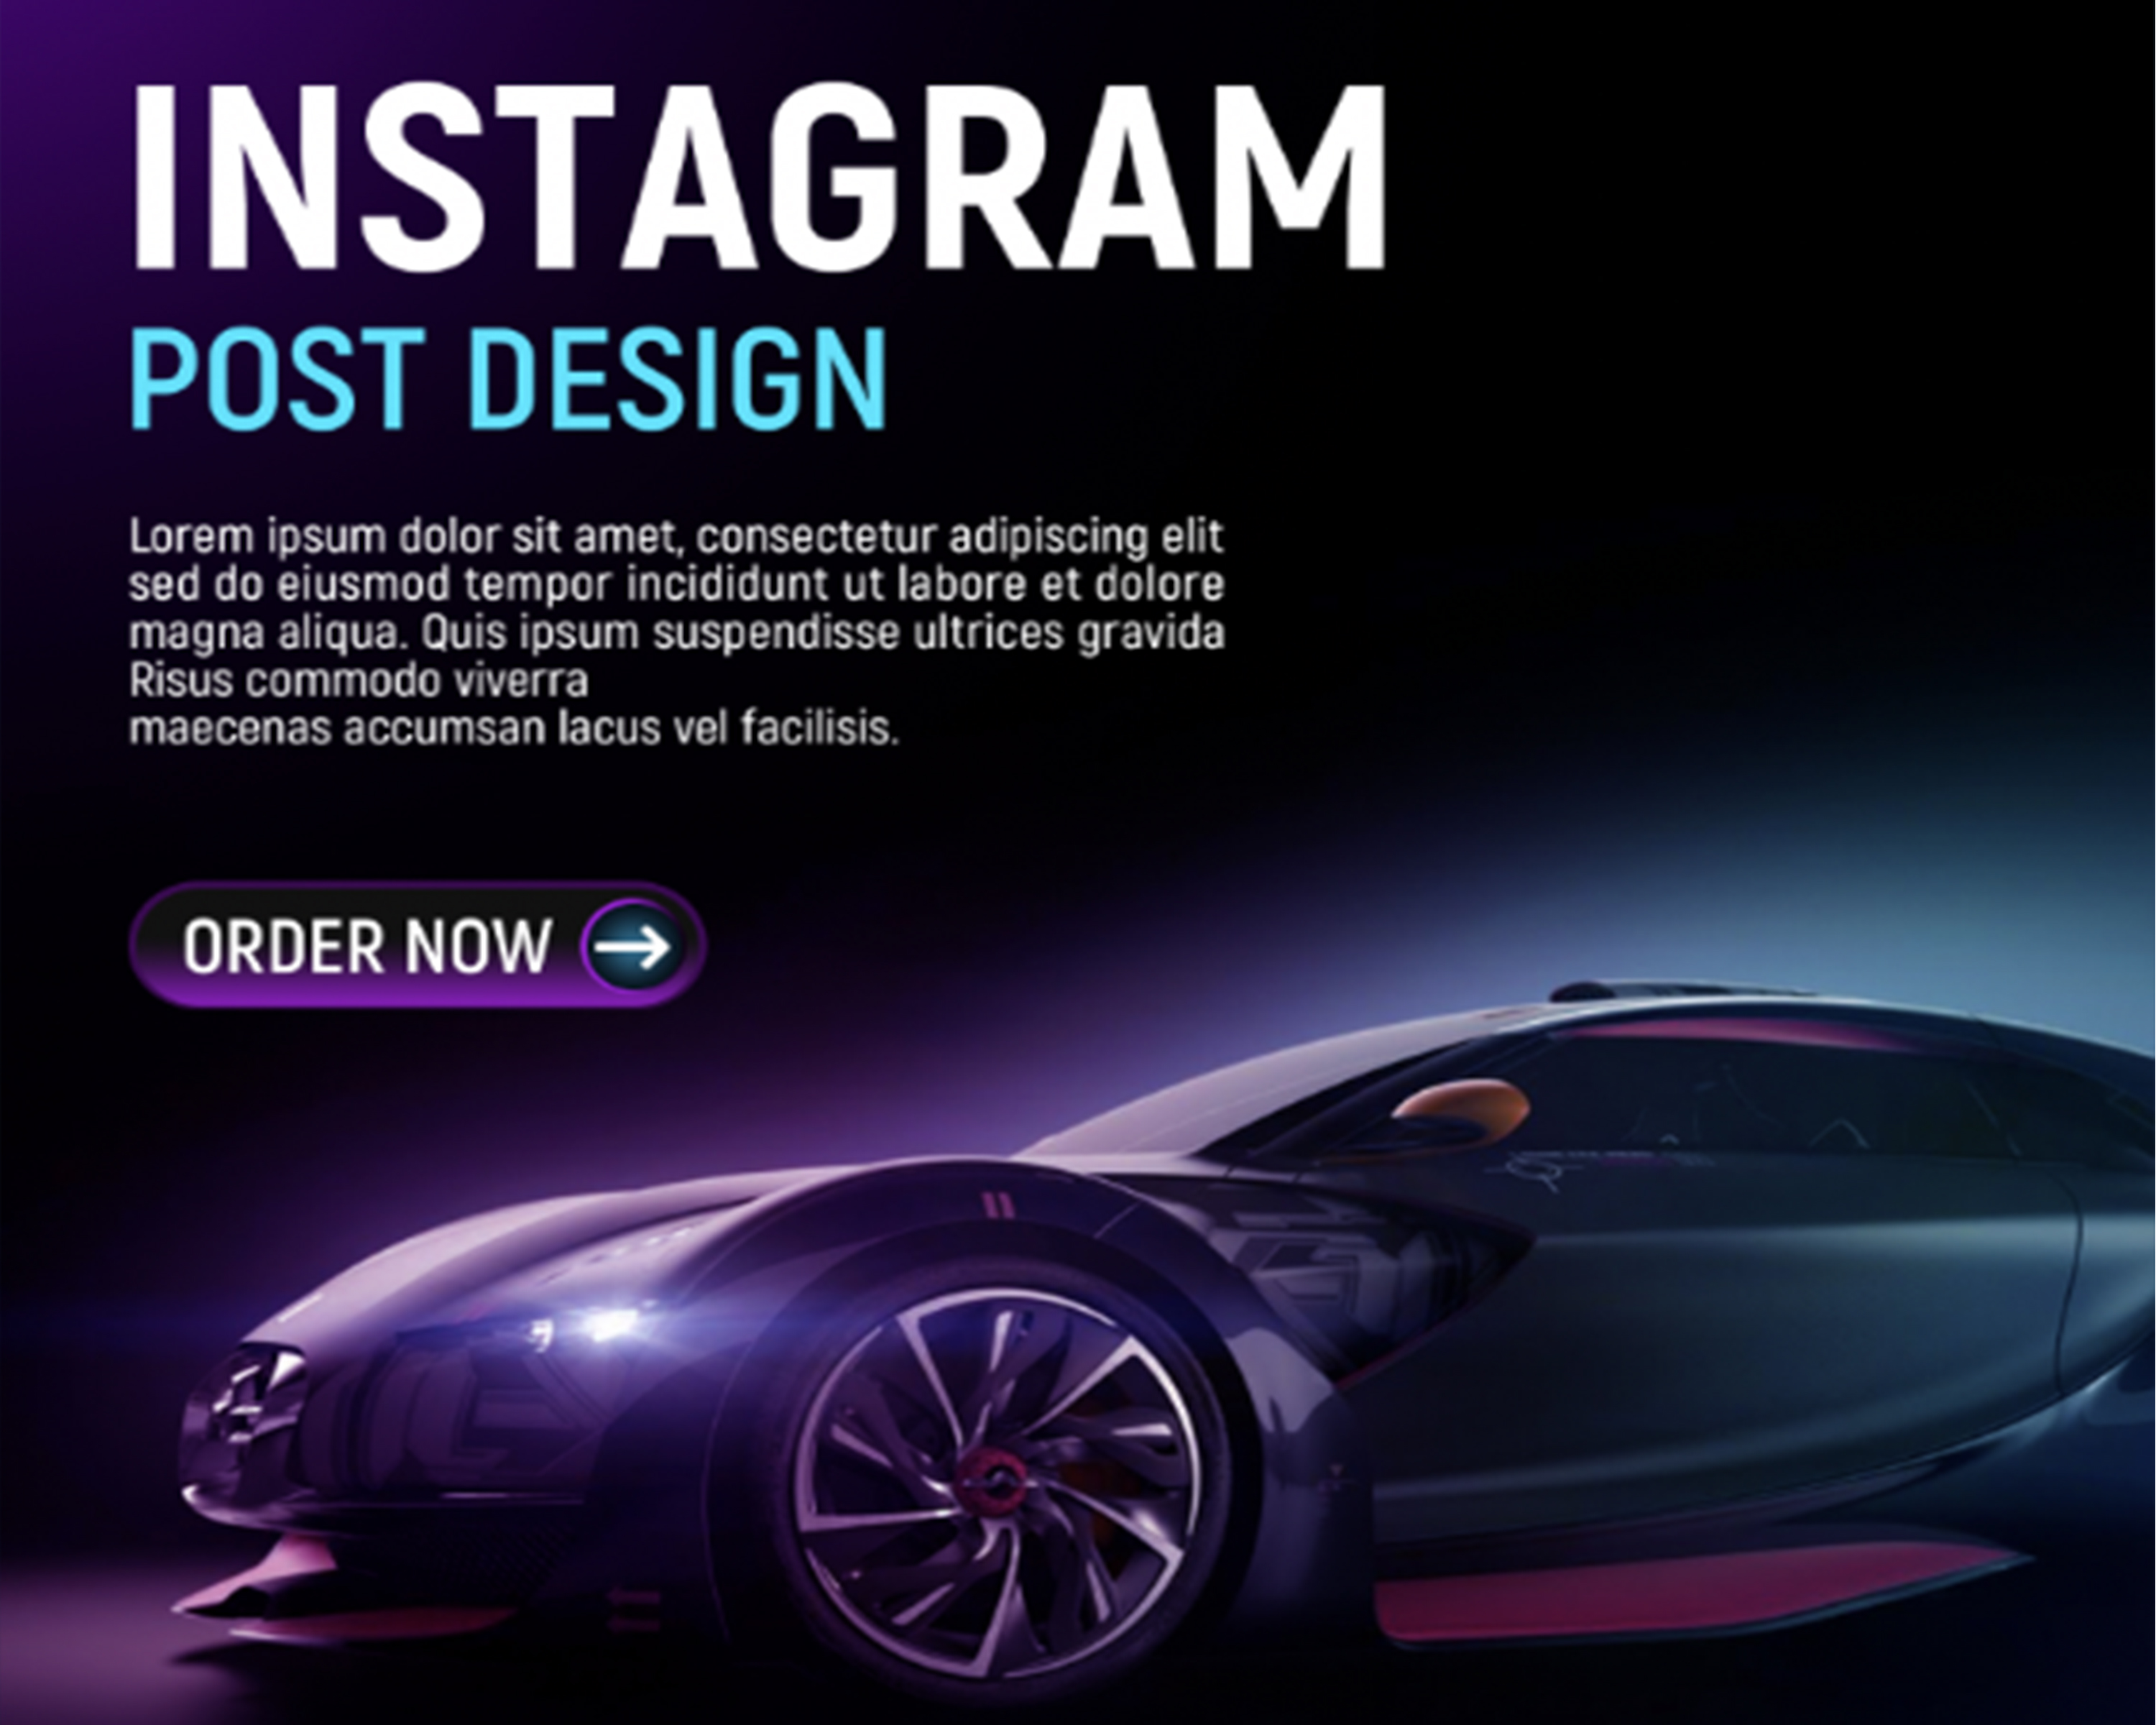 INSTAGRAM
POST DESIGN
Lorem ipsum dolor sit amet, consectetur adipiscing elit
sed do eiusmod tempor incididunt ut labore et dolore
magna aliqua. Quis ipsum suspendisse ultrices gravida
Risus commodo viverra
maecenas accumsan lacus vel facilisis.
ORDER NOW